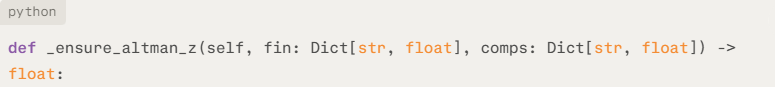 python
def _ensure_altman_z(self, fin: Dict[str, float], comps: Dict[str, float]) ->
float: